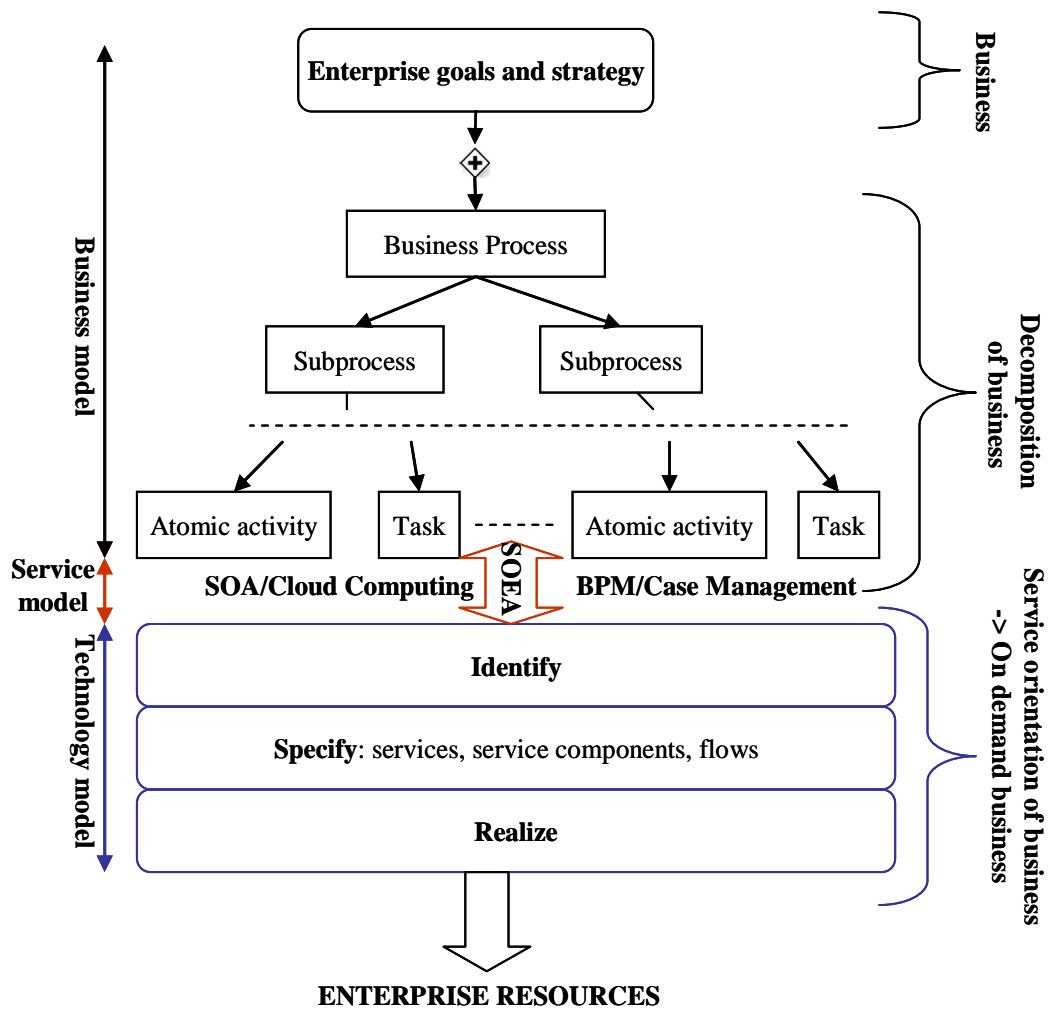 Enterprise goals and strategy
Business
Business Process
Business model
Subprocess
Subprocess
Decomposition
of business
Atomic activity
Task
Atomic activity
Task
Service
model
SOA/Cloud Computing
SOEA
BPM/Case Management
Technology model
Identify
Specify: services, service components, flows
Realize
Service orientation of business
-> On demand business
ENTERPRISE RESOURCES